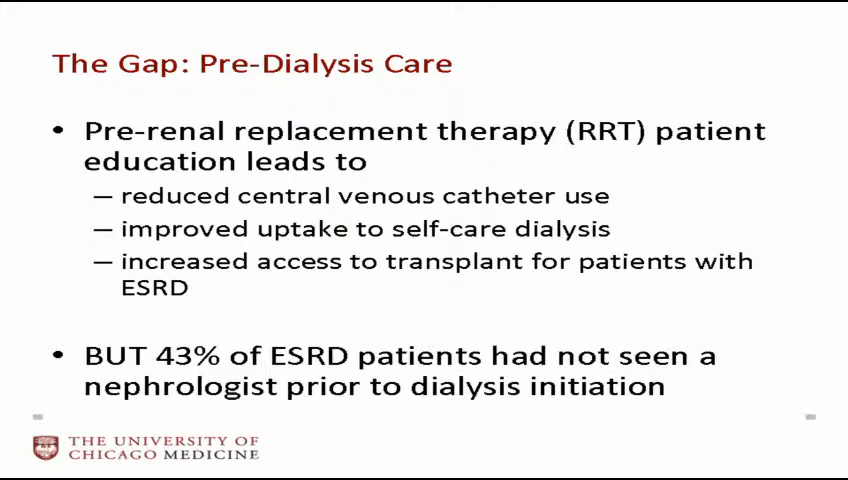 The Gap: Pre-Dialysis Care
• Pre-renal replacement therapy (RRT) patient
education leads to
– reduced central venous catheter use
– improved uptake to self-care dialysis
– increased access to transplant for patients with
ESRD
• BUT 43% of ESRD patients had not seen a
nephrologist prior to dialysis initiation
THE UNIVERSITY OF
CHICAGO MEDICINE